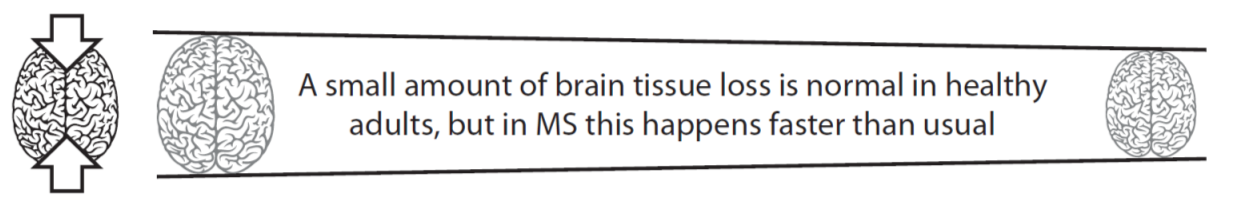 A small amount of brain tissue loss is normal in healthy
adults, but in MS this happens faster than usual